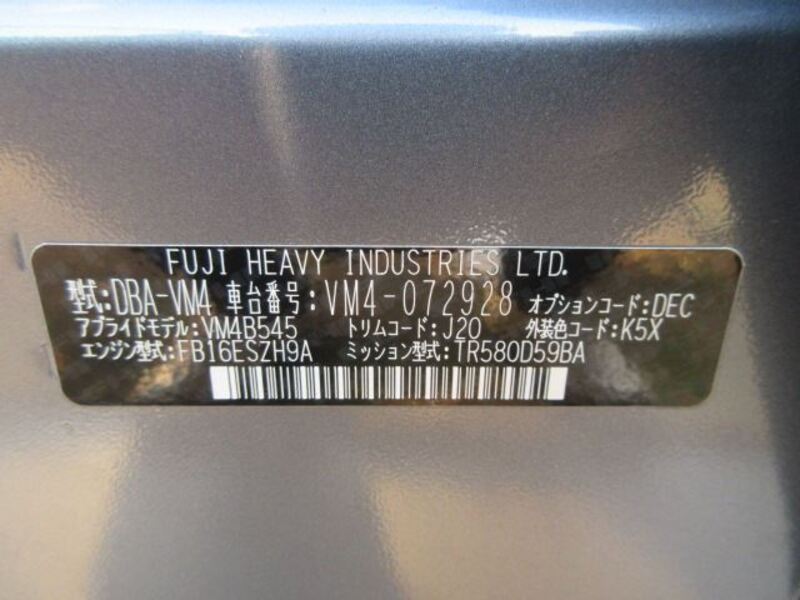 FUJI HEAVY INDUSTRIES LTD.
型式:DBA-VM4 車台番号:VM4-072928 オプションコード:DEC
アプライドモデル:VM4B545 トリムコード:J20 外装色コード:K5X
エンジン型式:FB16ESZH9A ミッション型式:TR580D59BA